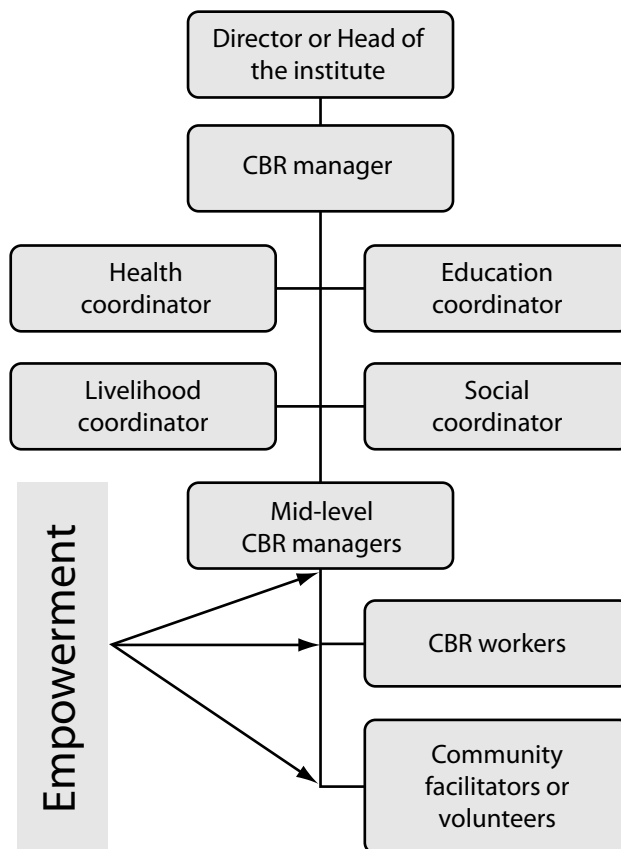 Director or Head of
the institute
CBR manager
Health
coordinator
Education
coordinator
Livelihood
coordinator
Social
coordinator
Mid-level
CBR managers
Empowerment
CBR workers
Community
facilitators or
volunteers